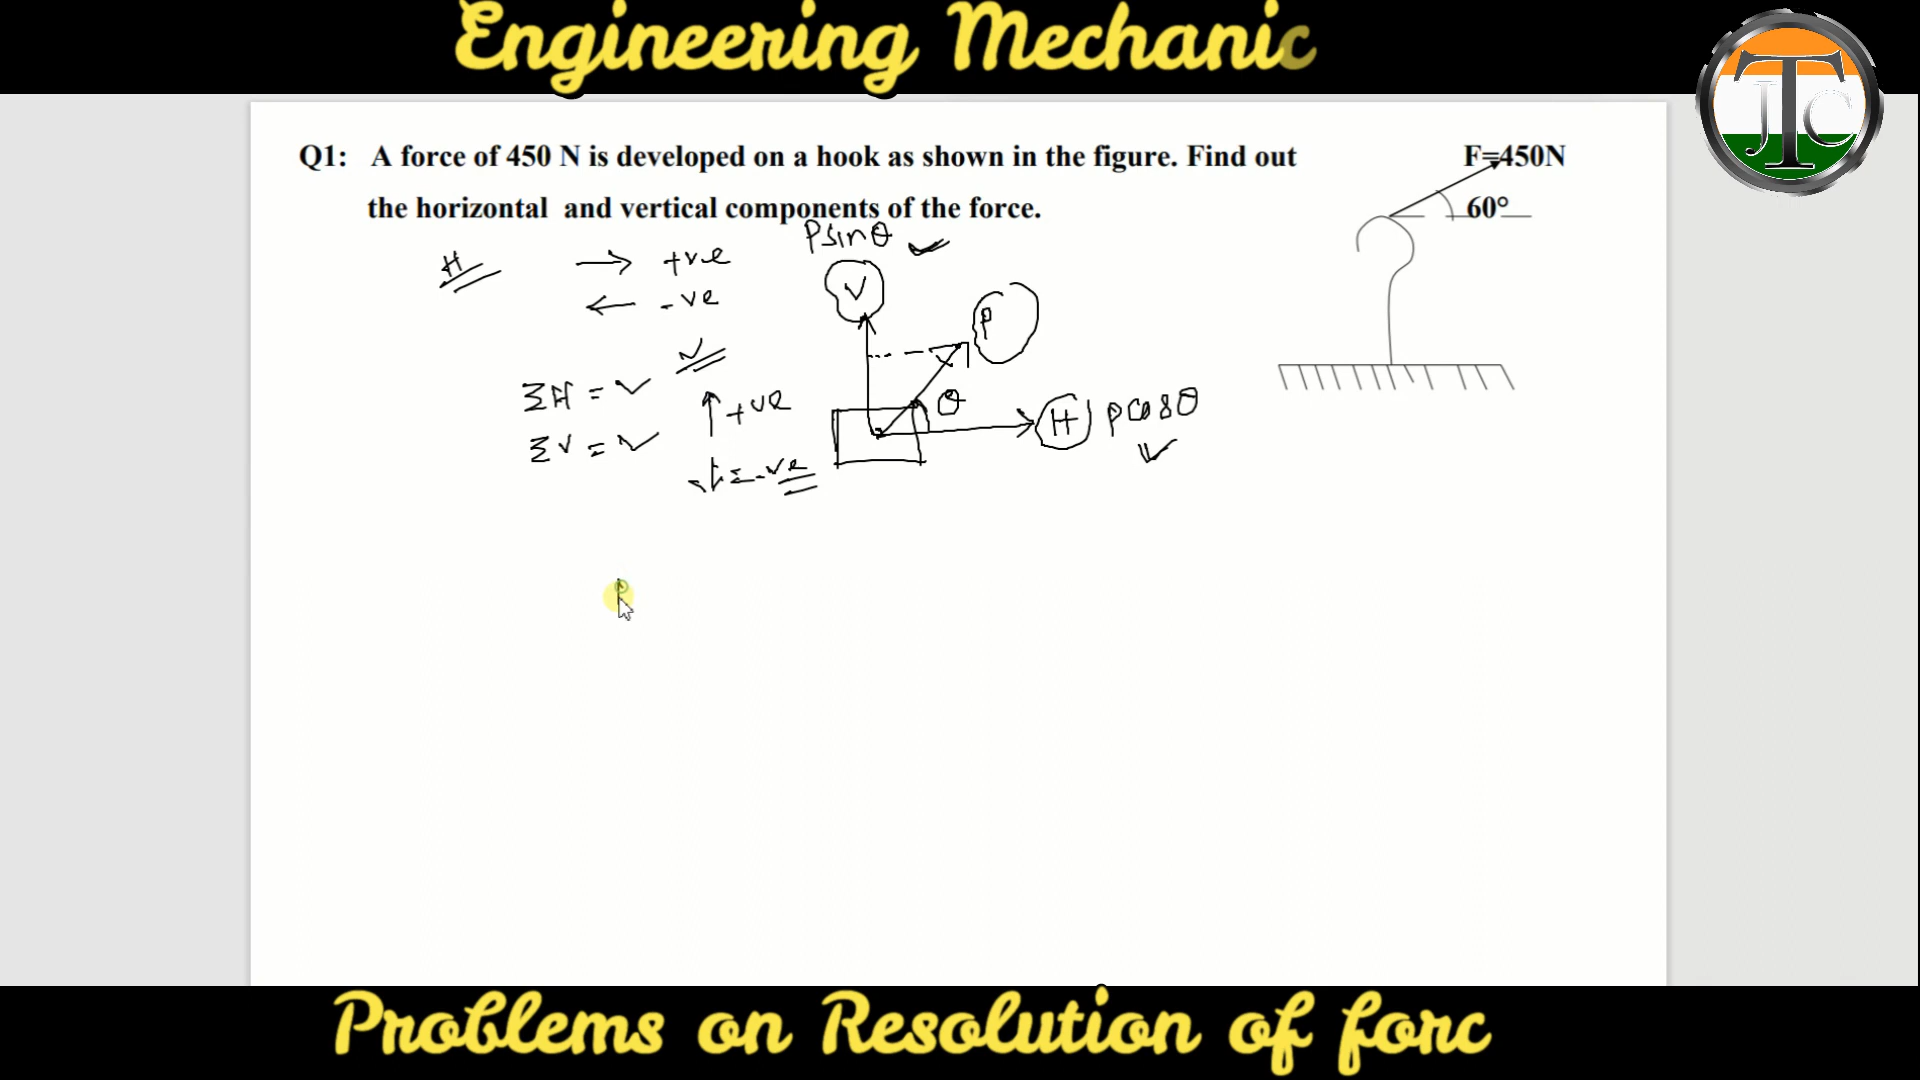 Engineering Mechanic
JTC
Q1: A force of 450 N is developed on a hook as shown in the figure. Find out
the horizontal and vertical components of the force.
F=450N
60°
H
→ +ve
← -ve
V
↑ +ve
↓ = -ve
ΣH = ✓
ΣV = ✓
Psinθ ✓
V
P
θ
H Pcosθ
✓
Problems on Resolution of forc